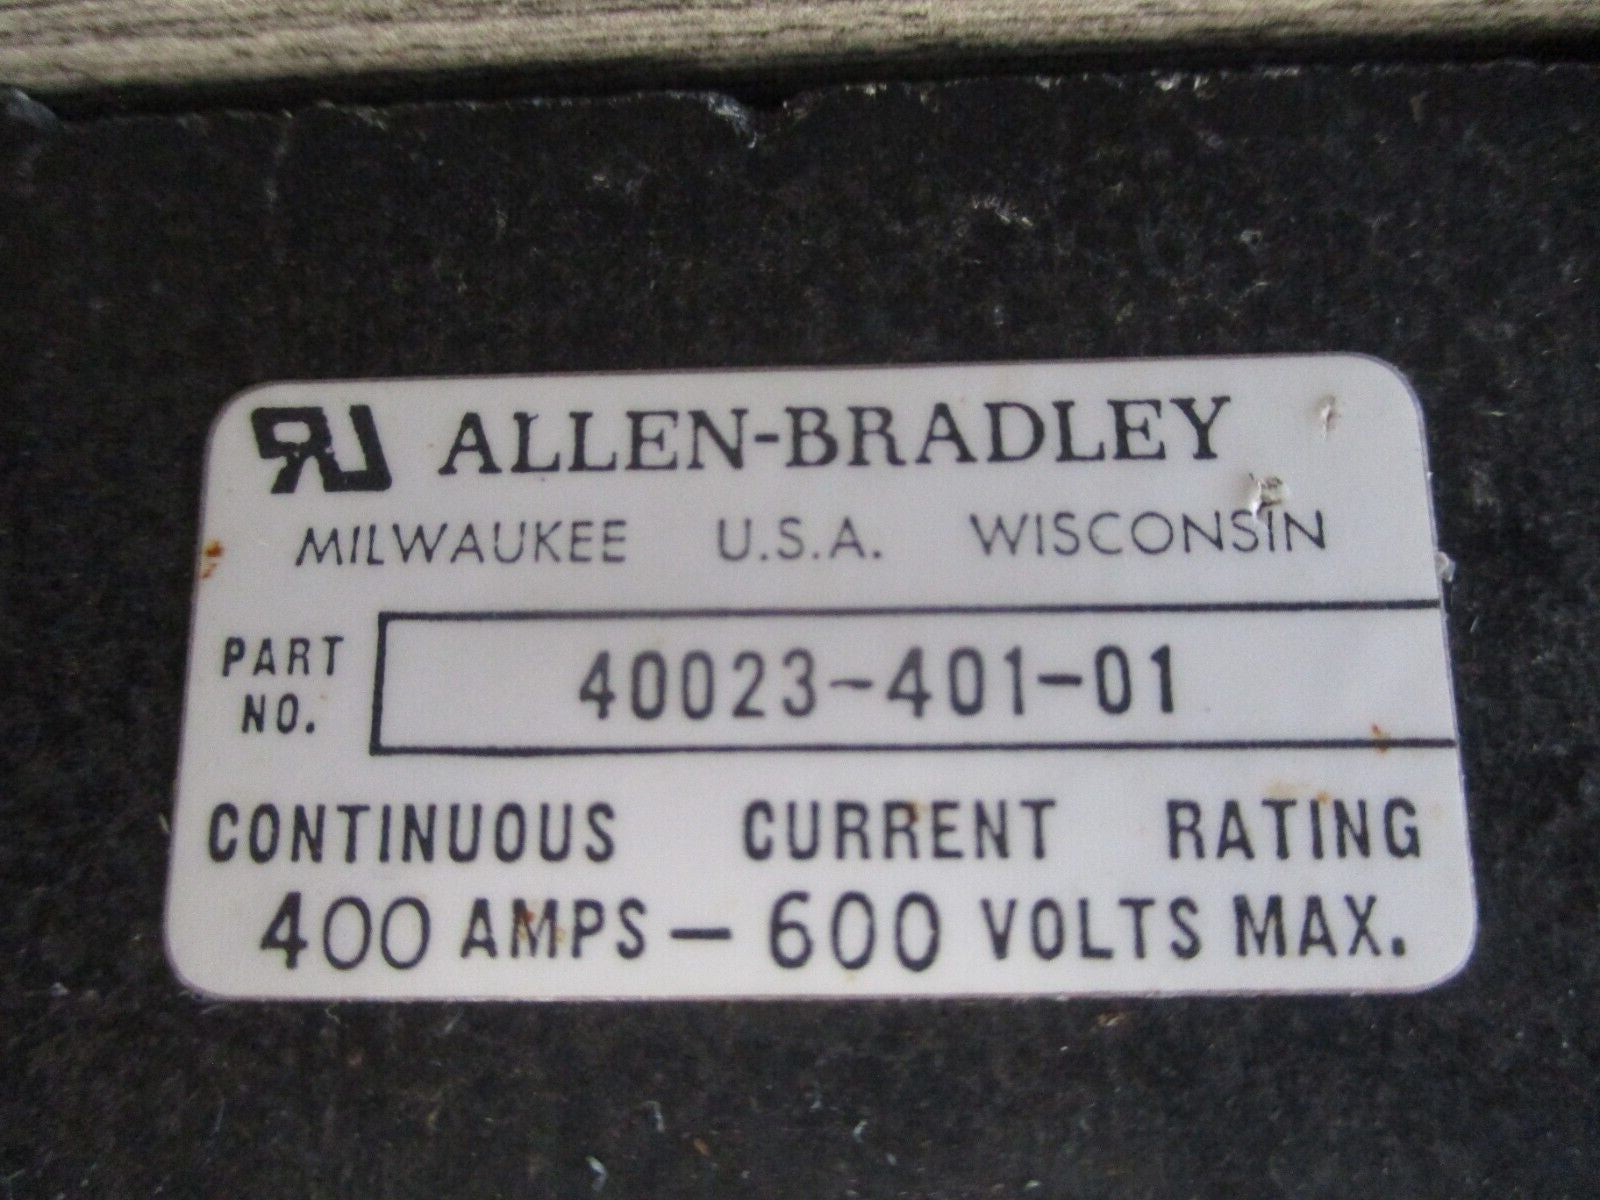 ALLEN-BRADLEY
MILWAUKEE U.S.A. WISCONSIN
PART NO. 40023-401-01
CONTINUOUS CURRENT RATING
400 AMPS - 600 VOLTS MAX.